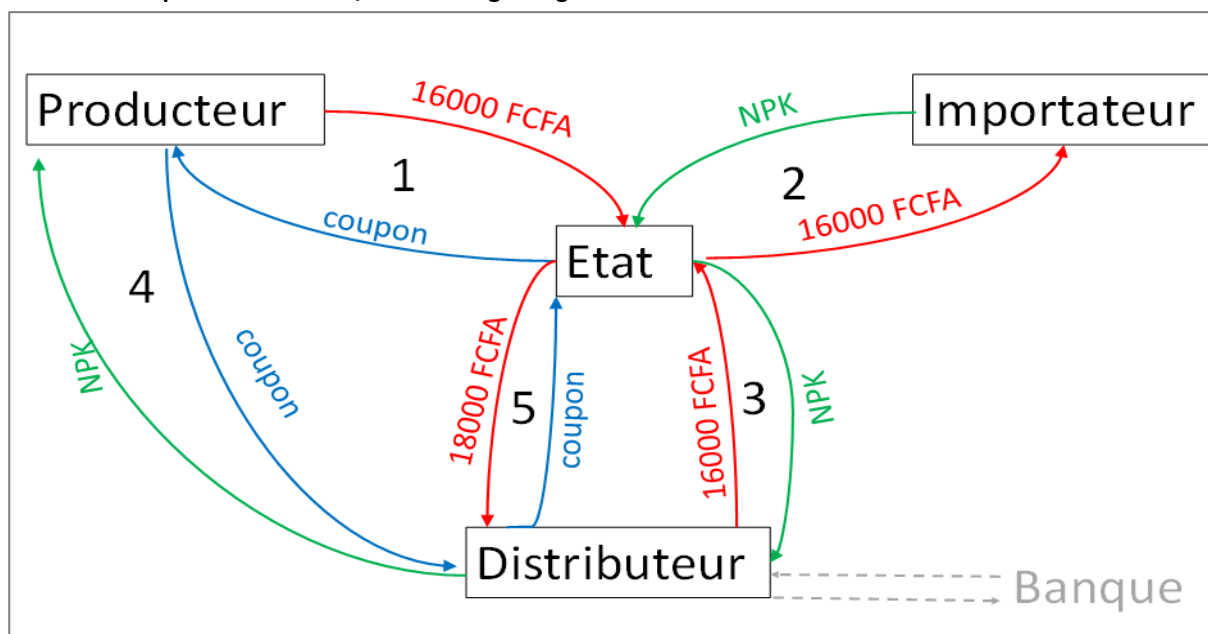 Producteur
16000 FCFA
NPK
Importateur
1
2
16000 FCFA
coupon
Etat
4
NPK
coupon
18000 FCFA
5
coupon
16000 FCFA
3
NPK
Distributeur
Banque